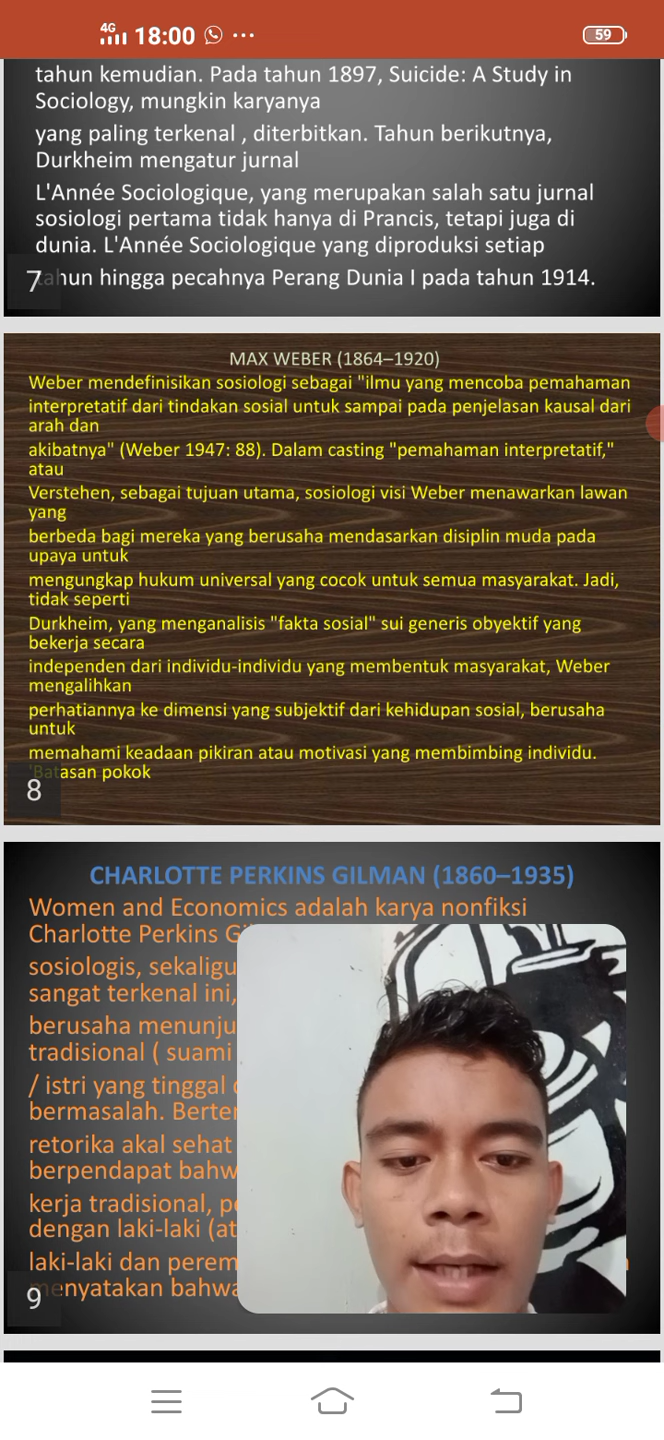 4G 18:00 ... 59
tahun kemudian. Pada tahun 1897, Suicide: A Study in
Sociology, mungkin karyanya
yang paling terkenal , diterbitkan. Tahun berikutnya,
Durkheim mengatur jurnal
L'Année Sociologique, yang merupakan salah satu jurnal
sosiologi pertama tidak hanya di Prancis, tetapi juga di
dunia. L'Année Sociologique yang diproduksi setiap
tahun hingga pecahnya Perang Dunia I pada tahun 1914.
7
MAX WEBER (1864–1920)
Weber mendefinisikan sosiologi sebagai "ilmu yang mencoba pemahaman
interpretatif dari tindakan sosial untuk sampai pada penjelasan kausal dari
arah dan
akibatnya" (Weber 1947: 88). Dalam casting "pemahaman interpretatif,"
atau
Verstehen, sebagai tujuan utama, sosiologi visi Weber menawarkan lawan
yang
berbeda bagi mereka yang berusaha mendasarkan disiplin muda pada
upaya untuk
mengungkap hukum universal yang cocok untuk semua masyarakat. Jadi,
tidak seperti
Durkheim, yang menganalisis "fakta sosial" sui generis obyektif yang
bekerja secara
independen dari individu-individu yang membentuk masyarakat, Weber
mengalihkan
perhatiannya ke dimensi yang subjektif dari kehidupan sosial, berusaha
untuk
memahami keadaan pikiran atau motivasi yang membimbing individu.
'Batasan pokok
8
CHARLOTTE PERKINS GILMAN (1860–1935)
Women and Economics adalah karya nonfiksi
Charlotte Perkins
sosiologis,
sangat terkenal ini,
berusaha
tradisional ( suami
/ istri yang tinggal
bermasalah.
retorika akal sehat
berpendapat
kerja tradisional,
dengan laki-laki
laki-laki dan
menyatakan
9